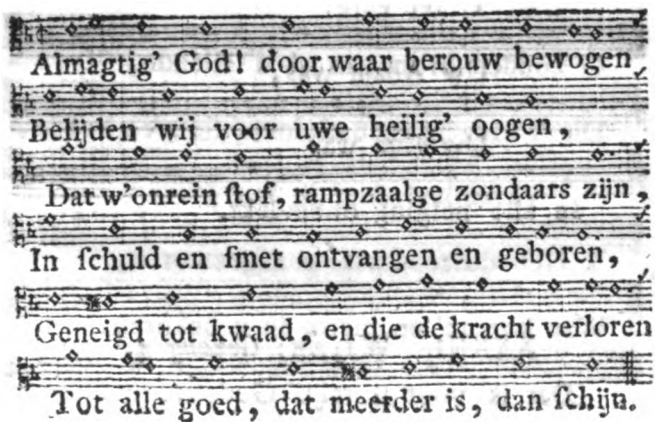 Almagtig' God! door waar berouw bewogen
Belijden wij voor uwe heilig' oogen,
Dat w'onrein ſtof, rampzaalge zondaars zijn,
In ſchuld en ſmet ontvangen en geboren,
Geneigd tot kwaad, en die de kracht verloren
Tot alle goed, dat meerder is, dan ſchijn.